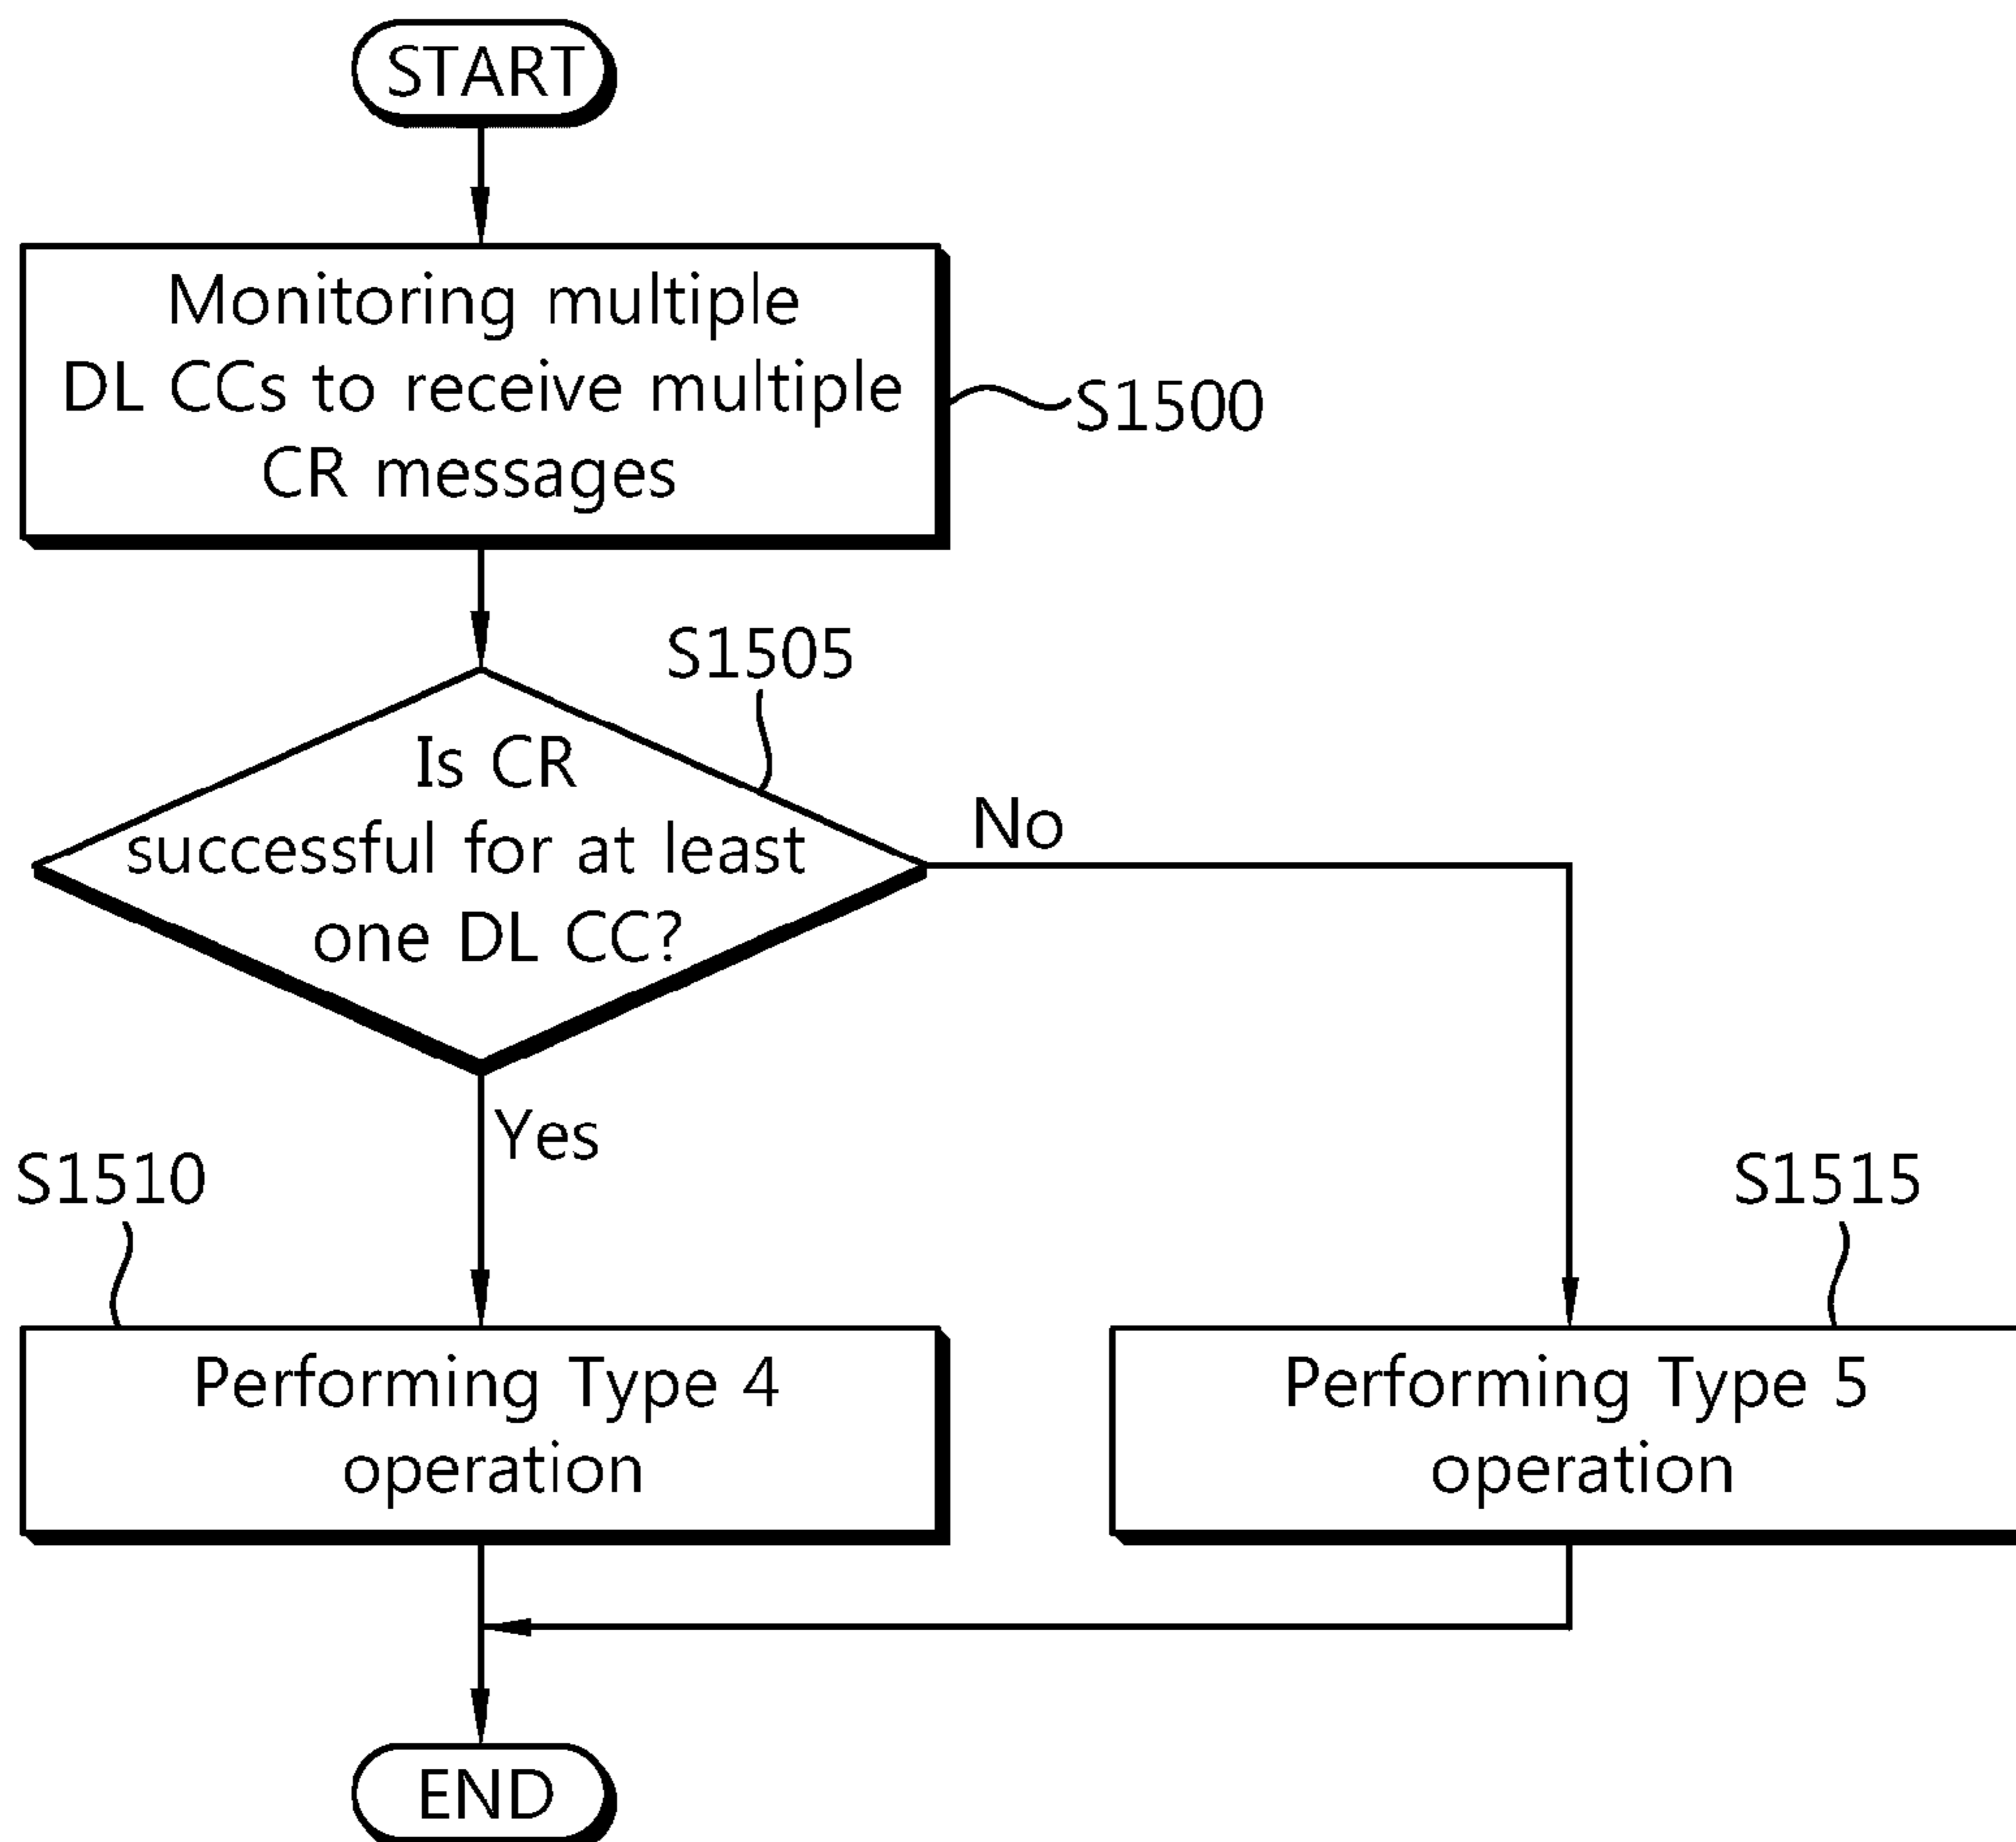 START
Monitoring multiple
DL CCs to receive multiple
CR messages
S1500
S1505
Is CR
successful for at least
one DL CC?
No
Yes
S1510
S1515
Performing Type 4
operation
Performing Type 5
operation
END